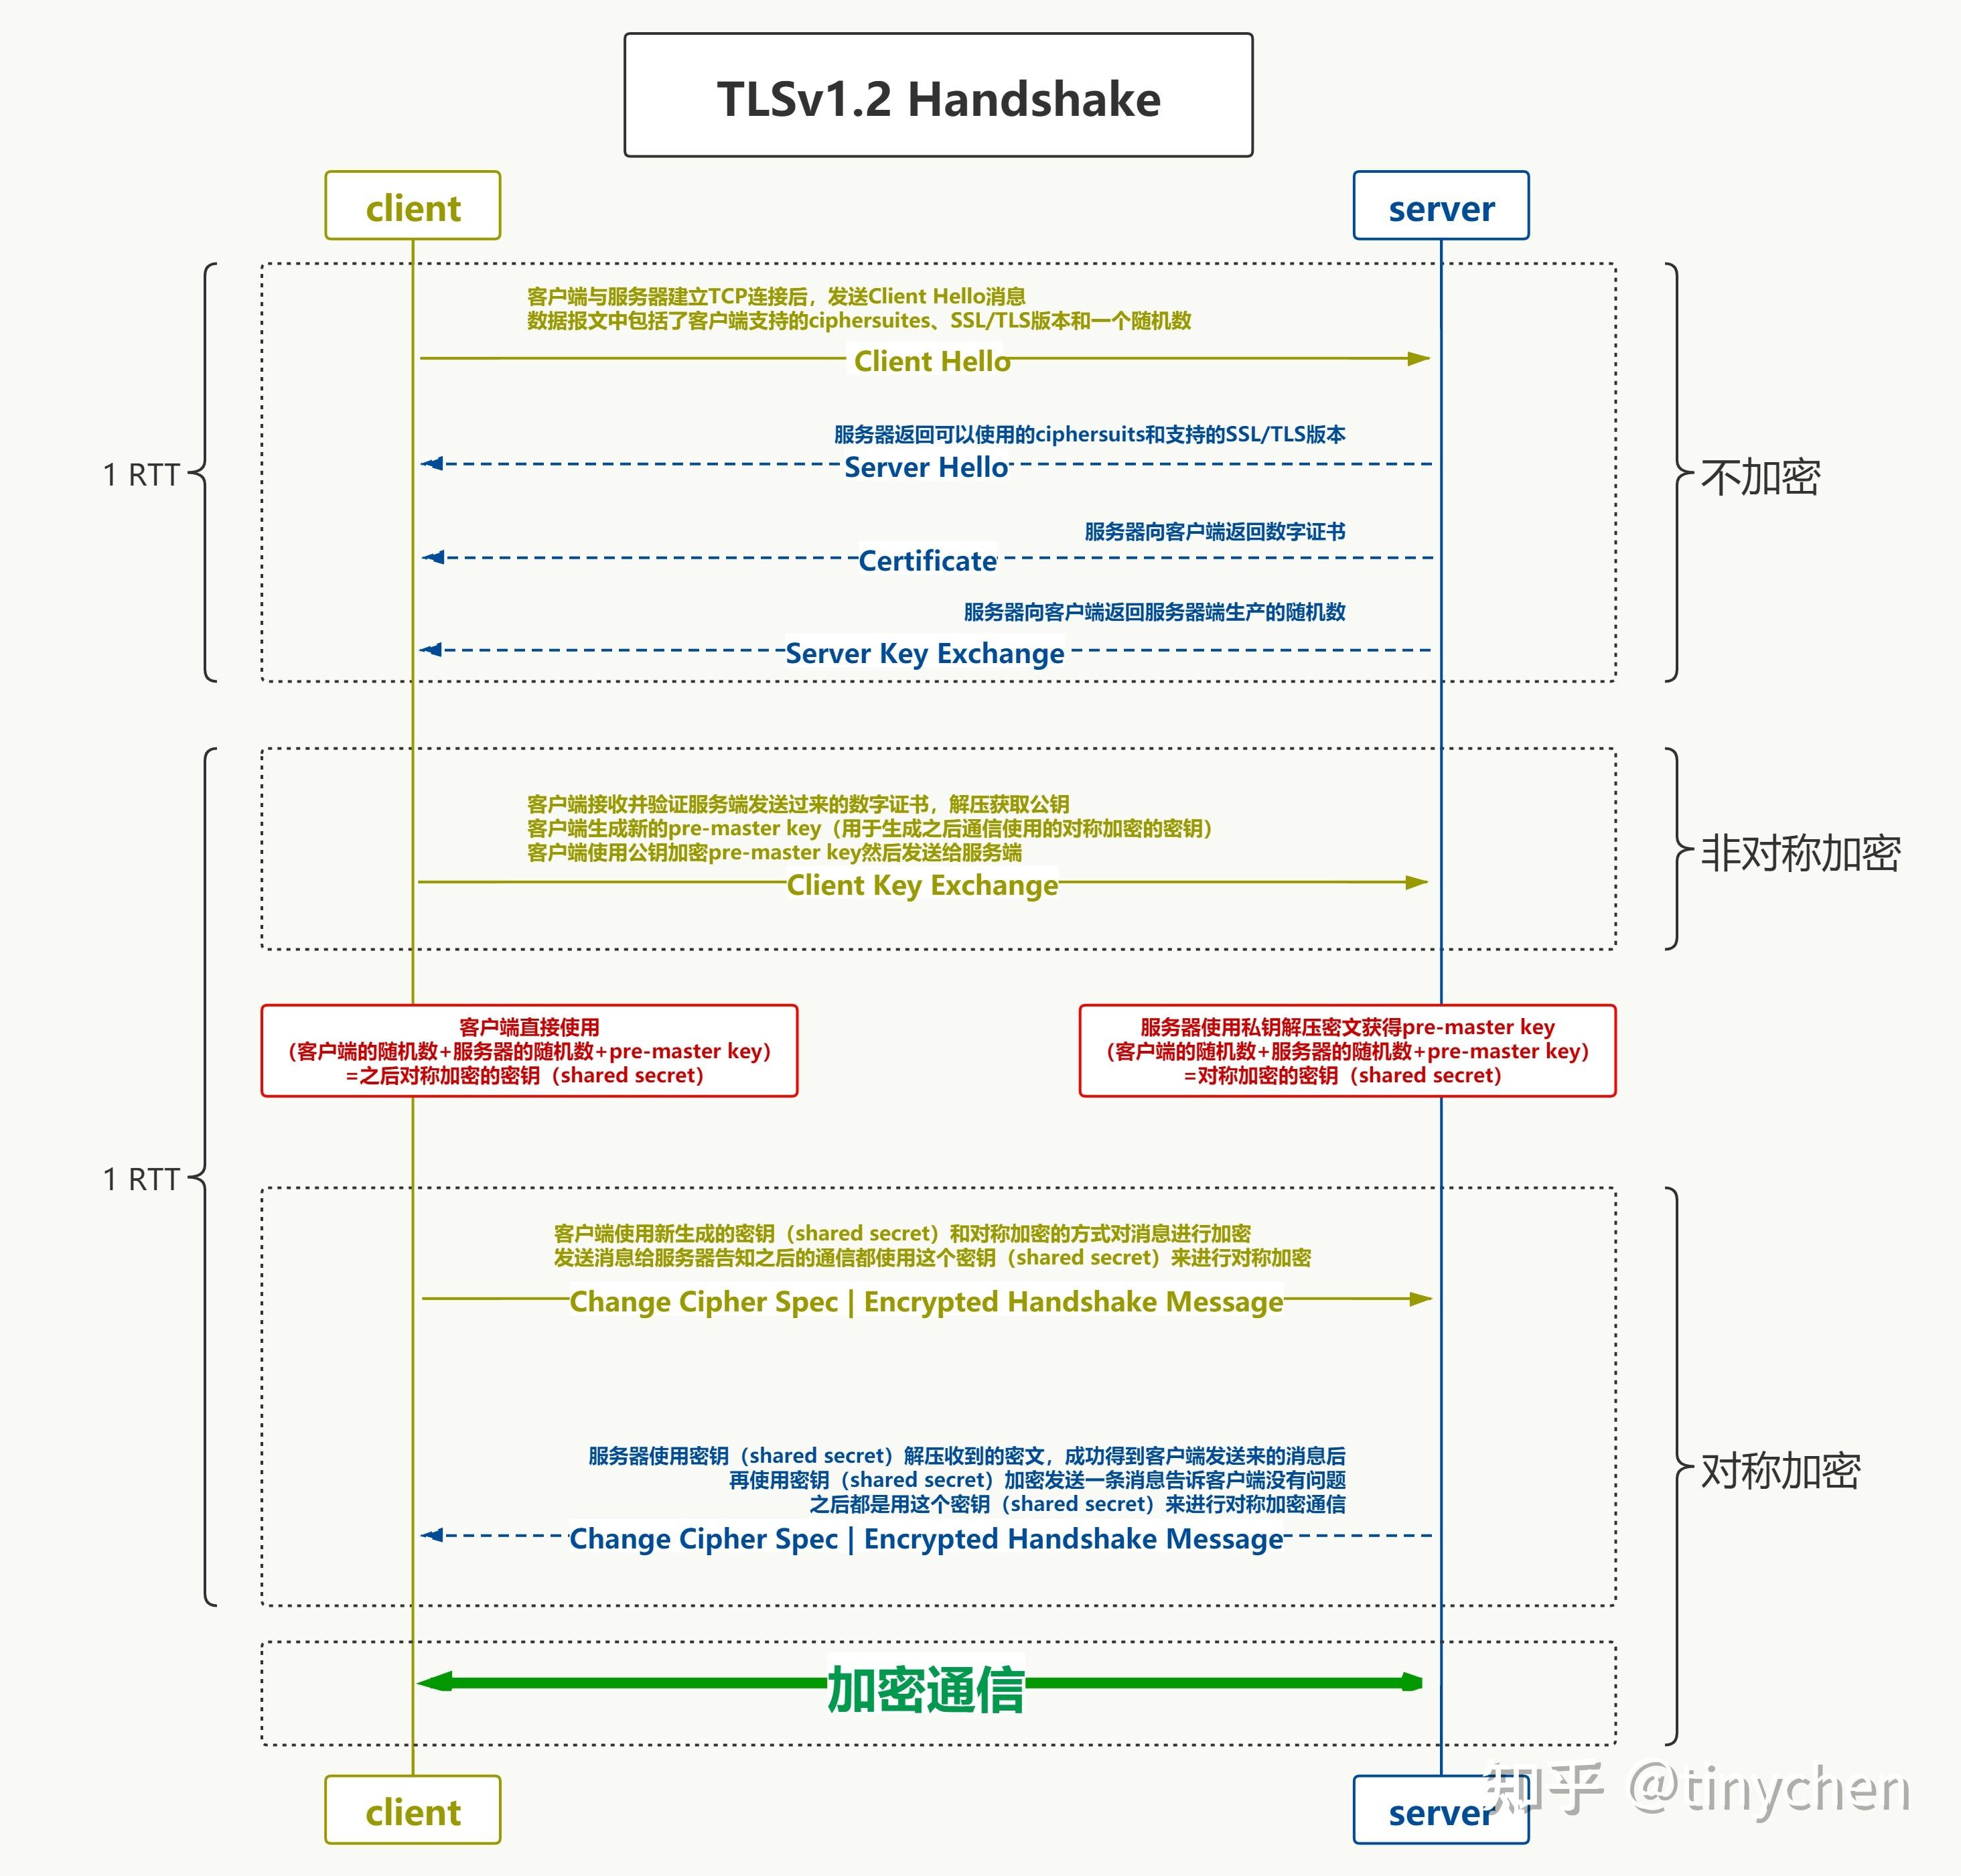 TLSv1.2 Handshake
client
server
客户端与服务器建立TCP连接后，发送Client Hello消息
数据报文中包括了客户端支持的ciphersuites、SSL/TLS版本和一个随机数
Client Hello
服务器返回可以使用的ciphersuits和支持的SSL/TLS版本
Server Hello
1 RTT
不加密
服务器向客户端返回数字证书
Certificate
服务器向客户端返回服务器端生产的随机数
Server Key Exchange
客户端接收并验证服务端发送过来的数字证书，解压获取公钥
客户端生成新的pre-master key（用于生成之后通信使用的对称加密的密钥）
客户端使用公钥加密pre-master key然后发送给服务端
Client Key Exchange
非对称加密
客户端直接使用
（客户端的随机数+服务器的随机数+pre-master key）
=之后对称加密的密钥（shared secret）
服务器使用私钥解压密文获得pre-master key
（客户端的随机数+服务器的随机数+pre-master key）
=对称加密的密钥（shared secret）
1 RTT
客户端使用新生成的密钥（shared secret）和对称加密的方式对消息进行加密
发送消息给服务器告知之后的通信都使用这个密钥（shared secret）来进行对称加密
Change Cipher Spec | Encrypted Handshake Message
服务器使用密钥（shared secret）解压收到的密文，成功得到客户端发送来的消息后
再使用密钥（shared secret）加密发送一条消息告诉客户端没有问题
之后都是用这个密钥（shared secret）来进行对称加密通信
Change Cipher Spec | Encrypted Handshake Message
对称加密
加密通信
client
server
知乎 @tinychen